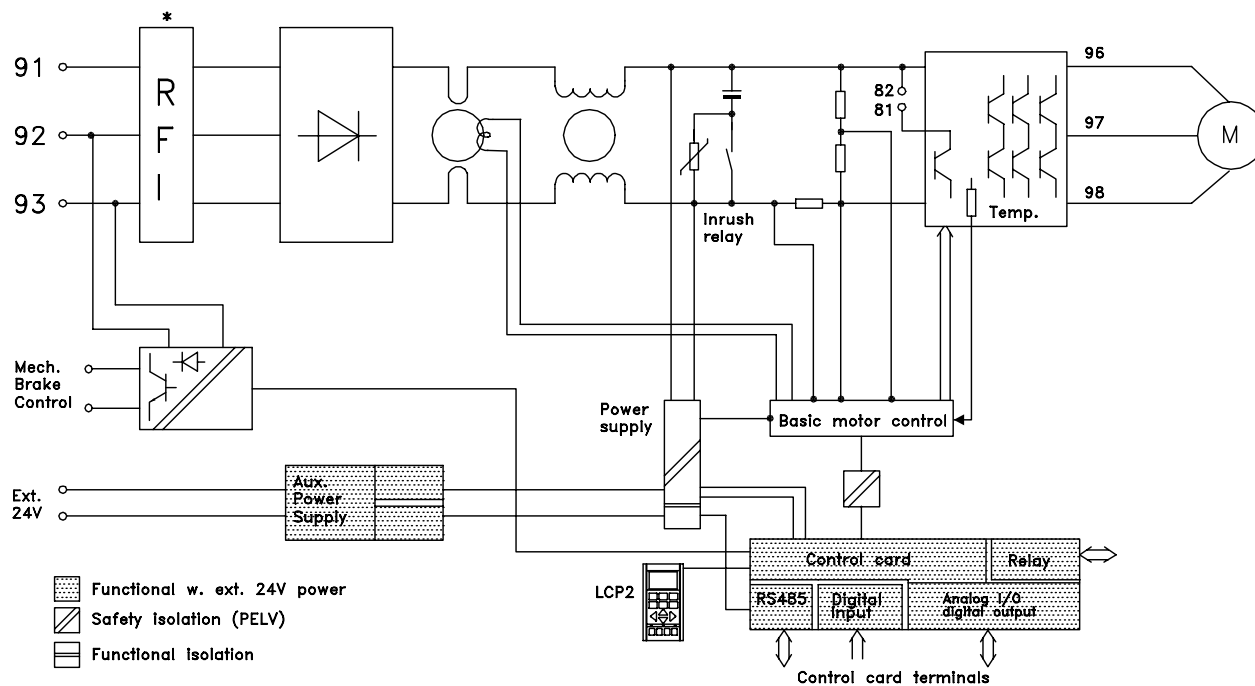 *
91
92
93
R
F
I
82
81
96
97
98
M
Temp.
Inrush
relay
Mech.
Brake
Control
Power
supply
Basic motor control
Ext.
24V
Aux.
Power
Supply
Control card
Relay
RS485
Digital
input
Analog I/O
digital output
LCP2
Functional w. ext. 24V power
Safety isolation (PELV)
Functional isolation
Control card terminals